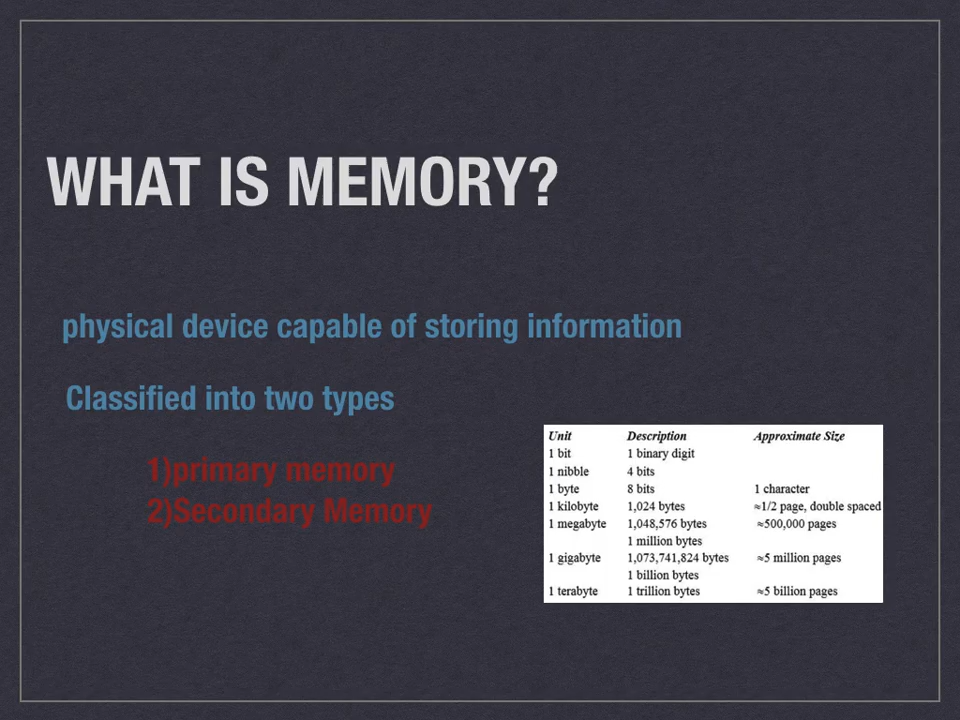 WHAT IS MEMORY?
physical device capable of storing information
Classified into two types
1)primary memory
2)Secondary Memory
Unit Description Approximate Size
1 bit 1 binary digit
1 nibble 4 bits
1 byte 8 bits 1 character
1 kilobyte 1,024 bytes ≈1/2 page, double spaced
1 megabyte 1,048,576 bytes ≈500,000 pages
1 million bytes
1 gigabyte 1,073,741,824 bytes ≈5 million pages
1 billion bytes
1 terabyte 1 trillion bytes ≈5 billion pages